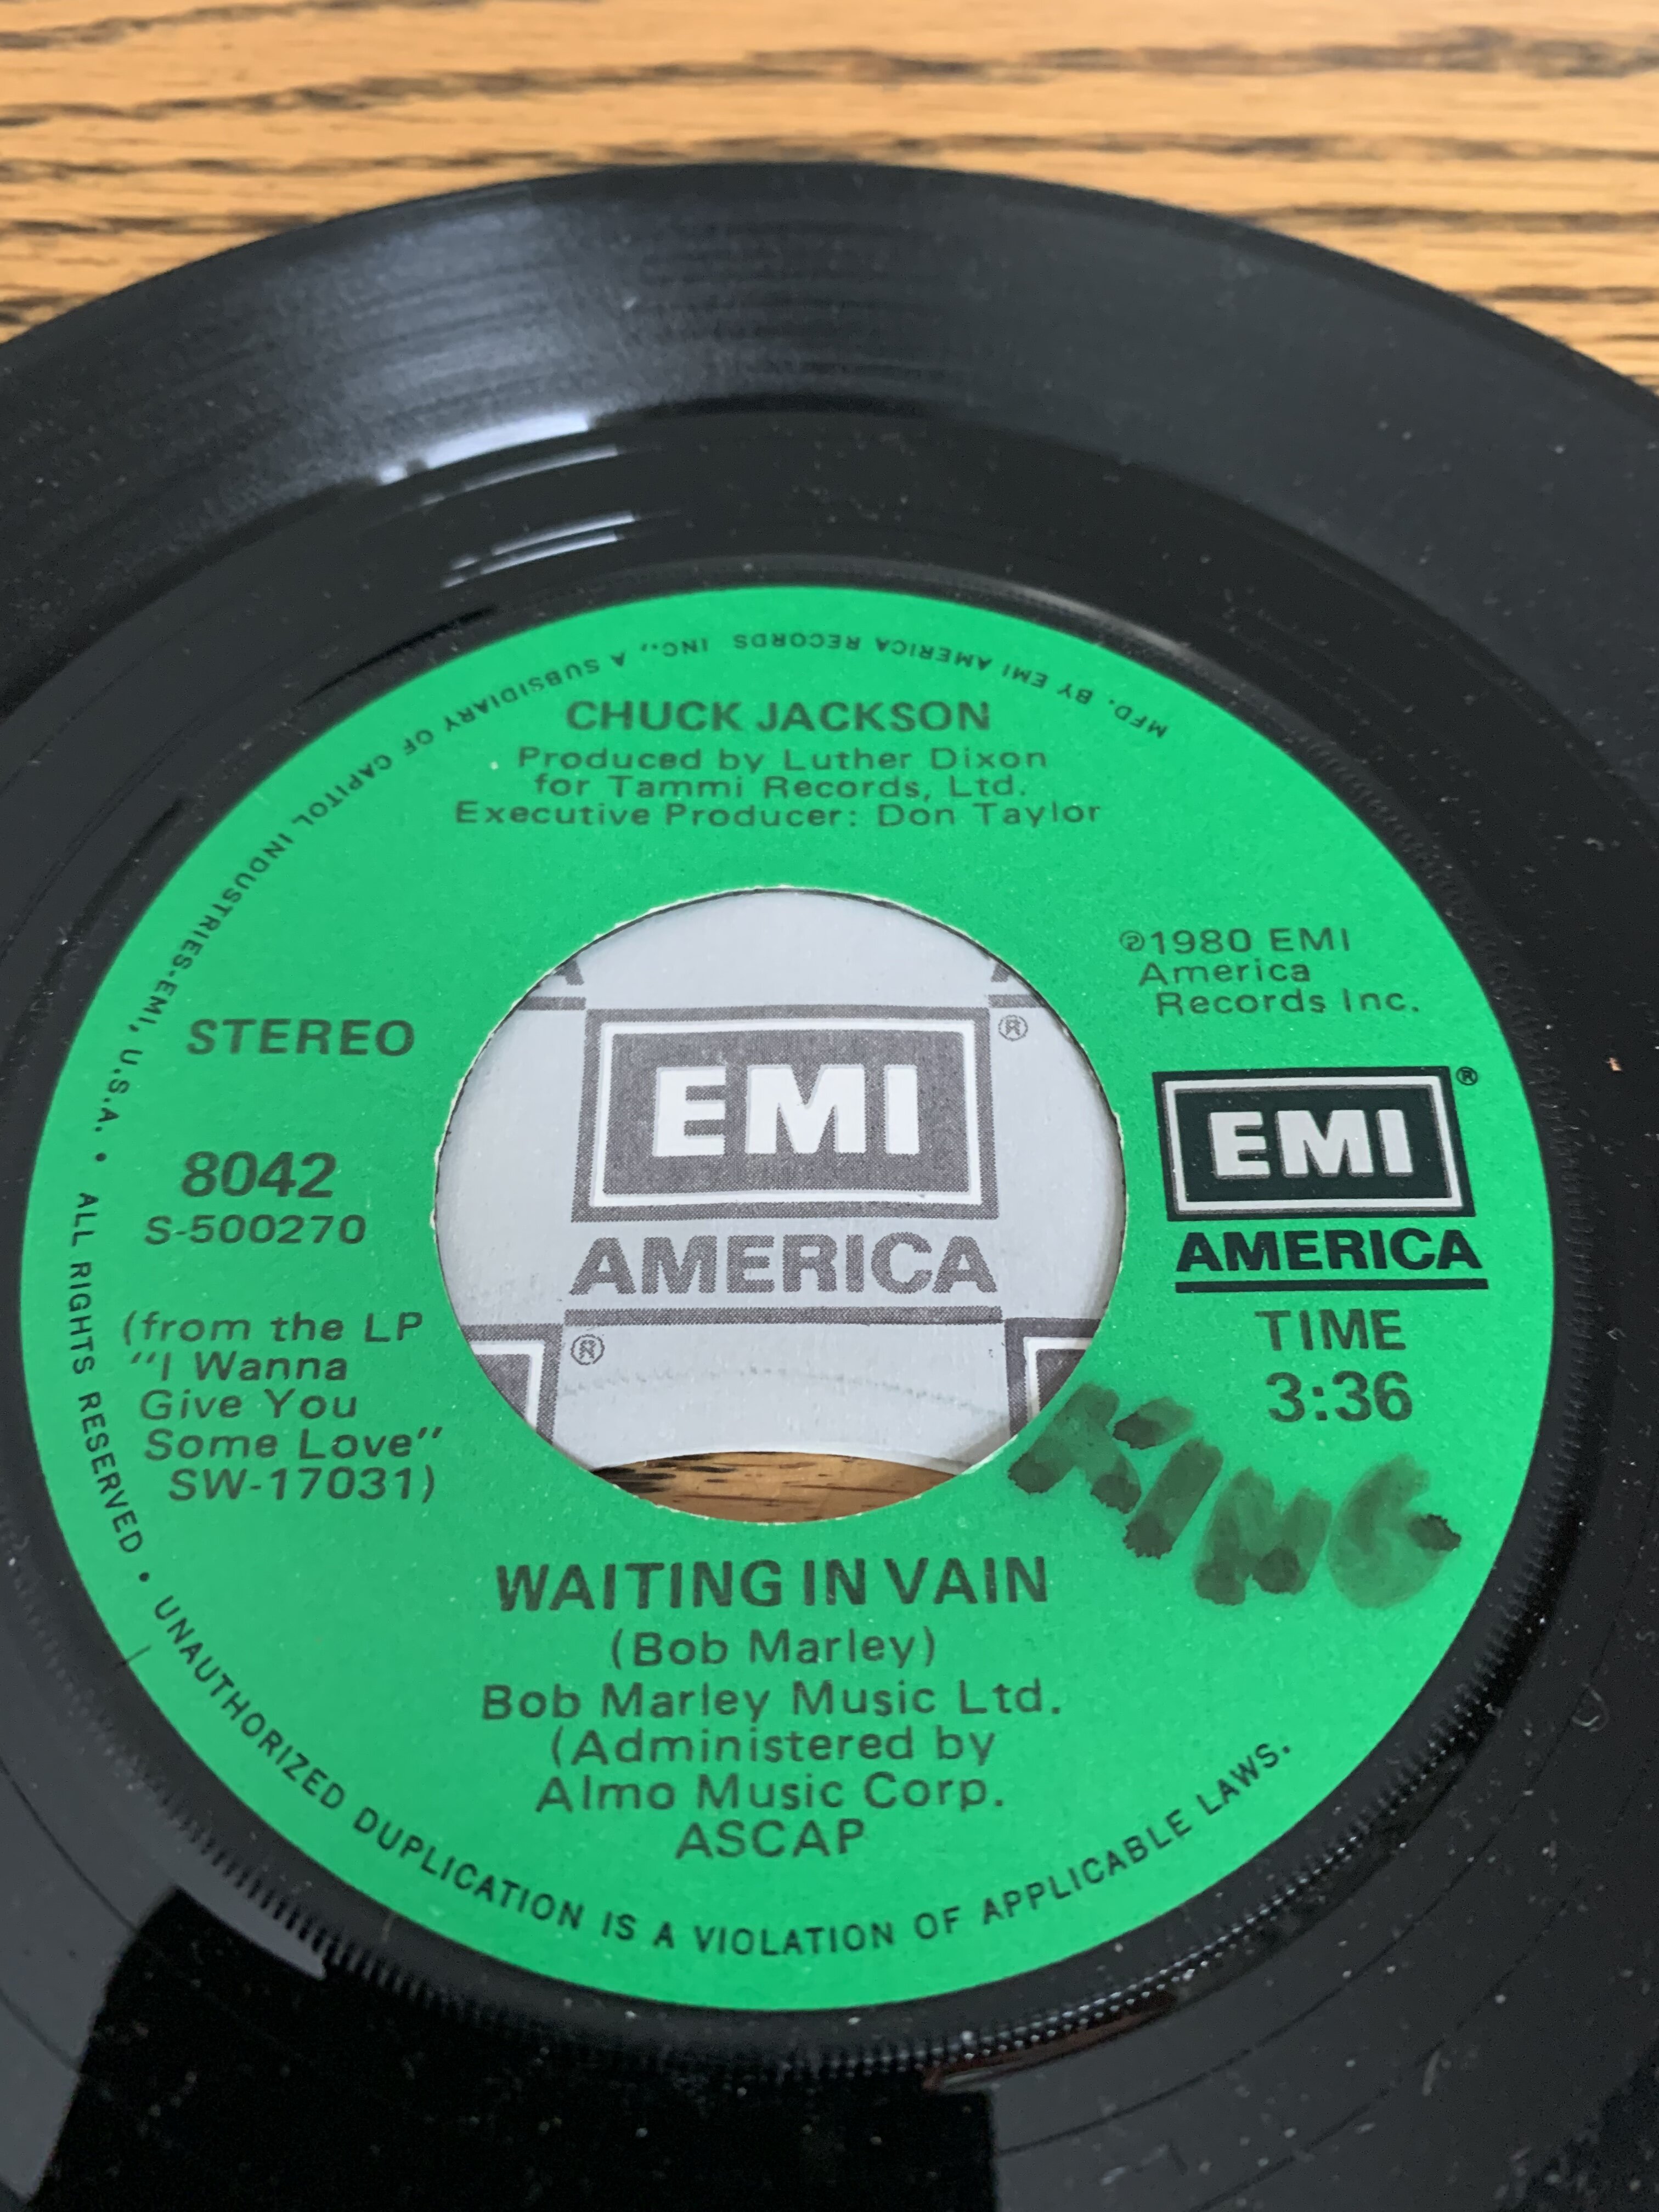 MFD. BY EMI AMERICA RECORDS INC., A SUBSIDIARY OF CAPITOL INDUSTRIES-EMI, U.S.A. • ALL RIGHTS RESERVED • UNAUTHORIZED DUPLICATION IS A VIOLATION OF APPLICABLE LAWS.
CHUCK JACKSON
Produced by Luther Dixon
for Tammi Records, Ltd.
Executive Producer: Don Taylor
℗1980 EMI
America
Records Inc.
STEREO
8042
S-500270
(from the LP
"I Wanna
Give You
Some Love"
SW-17031)
EMI®
AMERICA
®
EMI®
AMERICA
TIME
3:36
KING
WAITING IN VAIN
(Bob Marley)
Bob Marley Music Ltd.
(Administered by
Almo Music Corp.
ASCAP